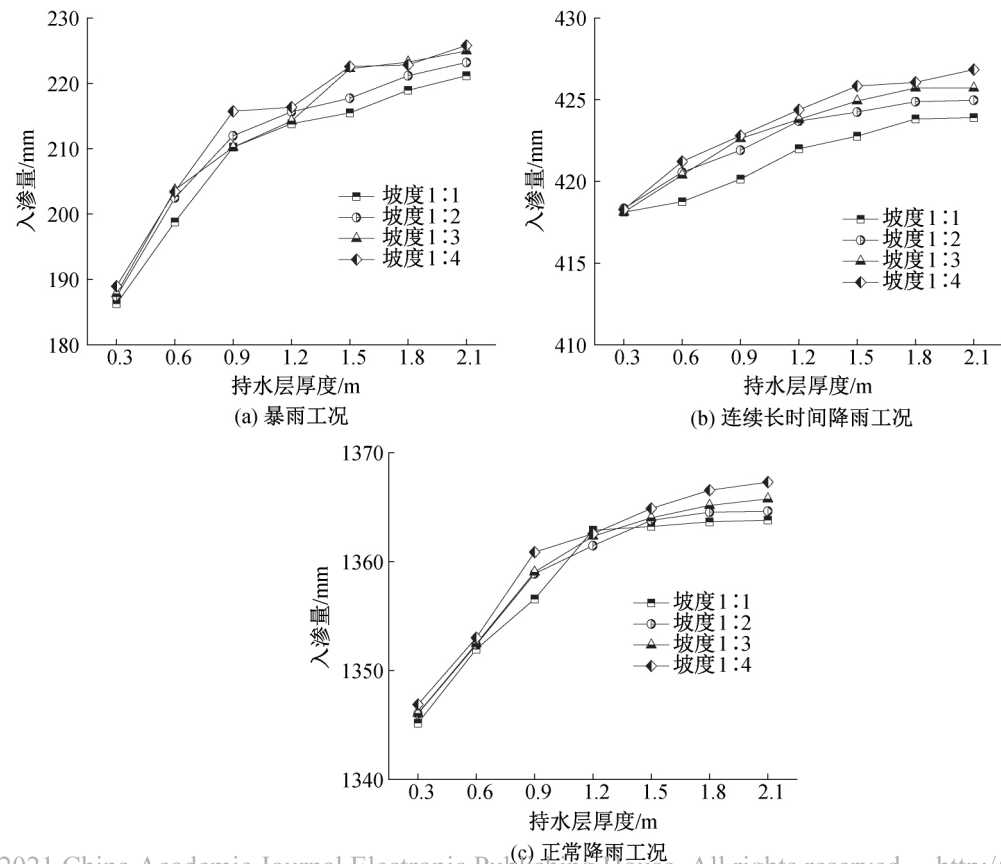 230
220
210
200
190
180
入渗量/mm
坡度1∶1
坡度1∶2
坡度1∶3
坡度1∶4
0.3 0.6 0.9 1.2 1.5 1.8 2.1
持水层厚度/m
(a) 暴雨工况
430
425
420
415
410
入渗量/mm
坡度1∶1
坡度1∶2
坡度1∶3
坡度1∶4
0.3 0.6 0.9 1.2 1.5 1.8 2.1
持水层厚度/m
(b) 连续长时间降雨工况
1370
1360
1350
1340
入渗量/mm
坡度1∶1
坡度1∶2
坡度1∶3
坡度1∶4
0.3 0.6 0.9 1.2 1.5 1.8 2.1
持水层厚度/m
(c) 正常降雨工况
2021 China Academic Journal Electronic Publishing House. All rights reserved. http:/